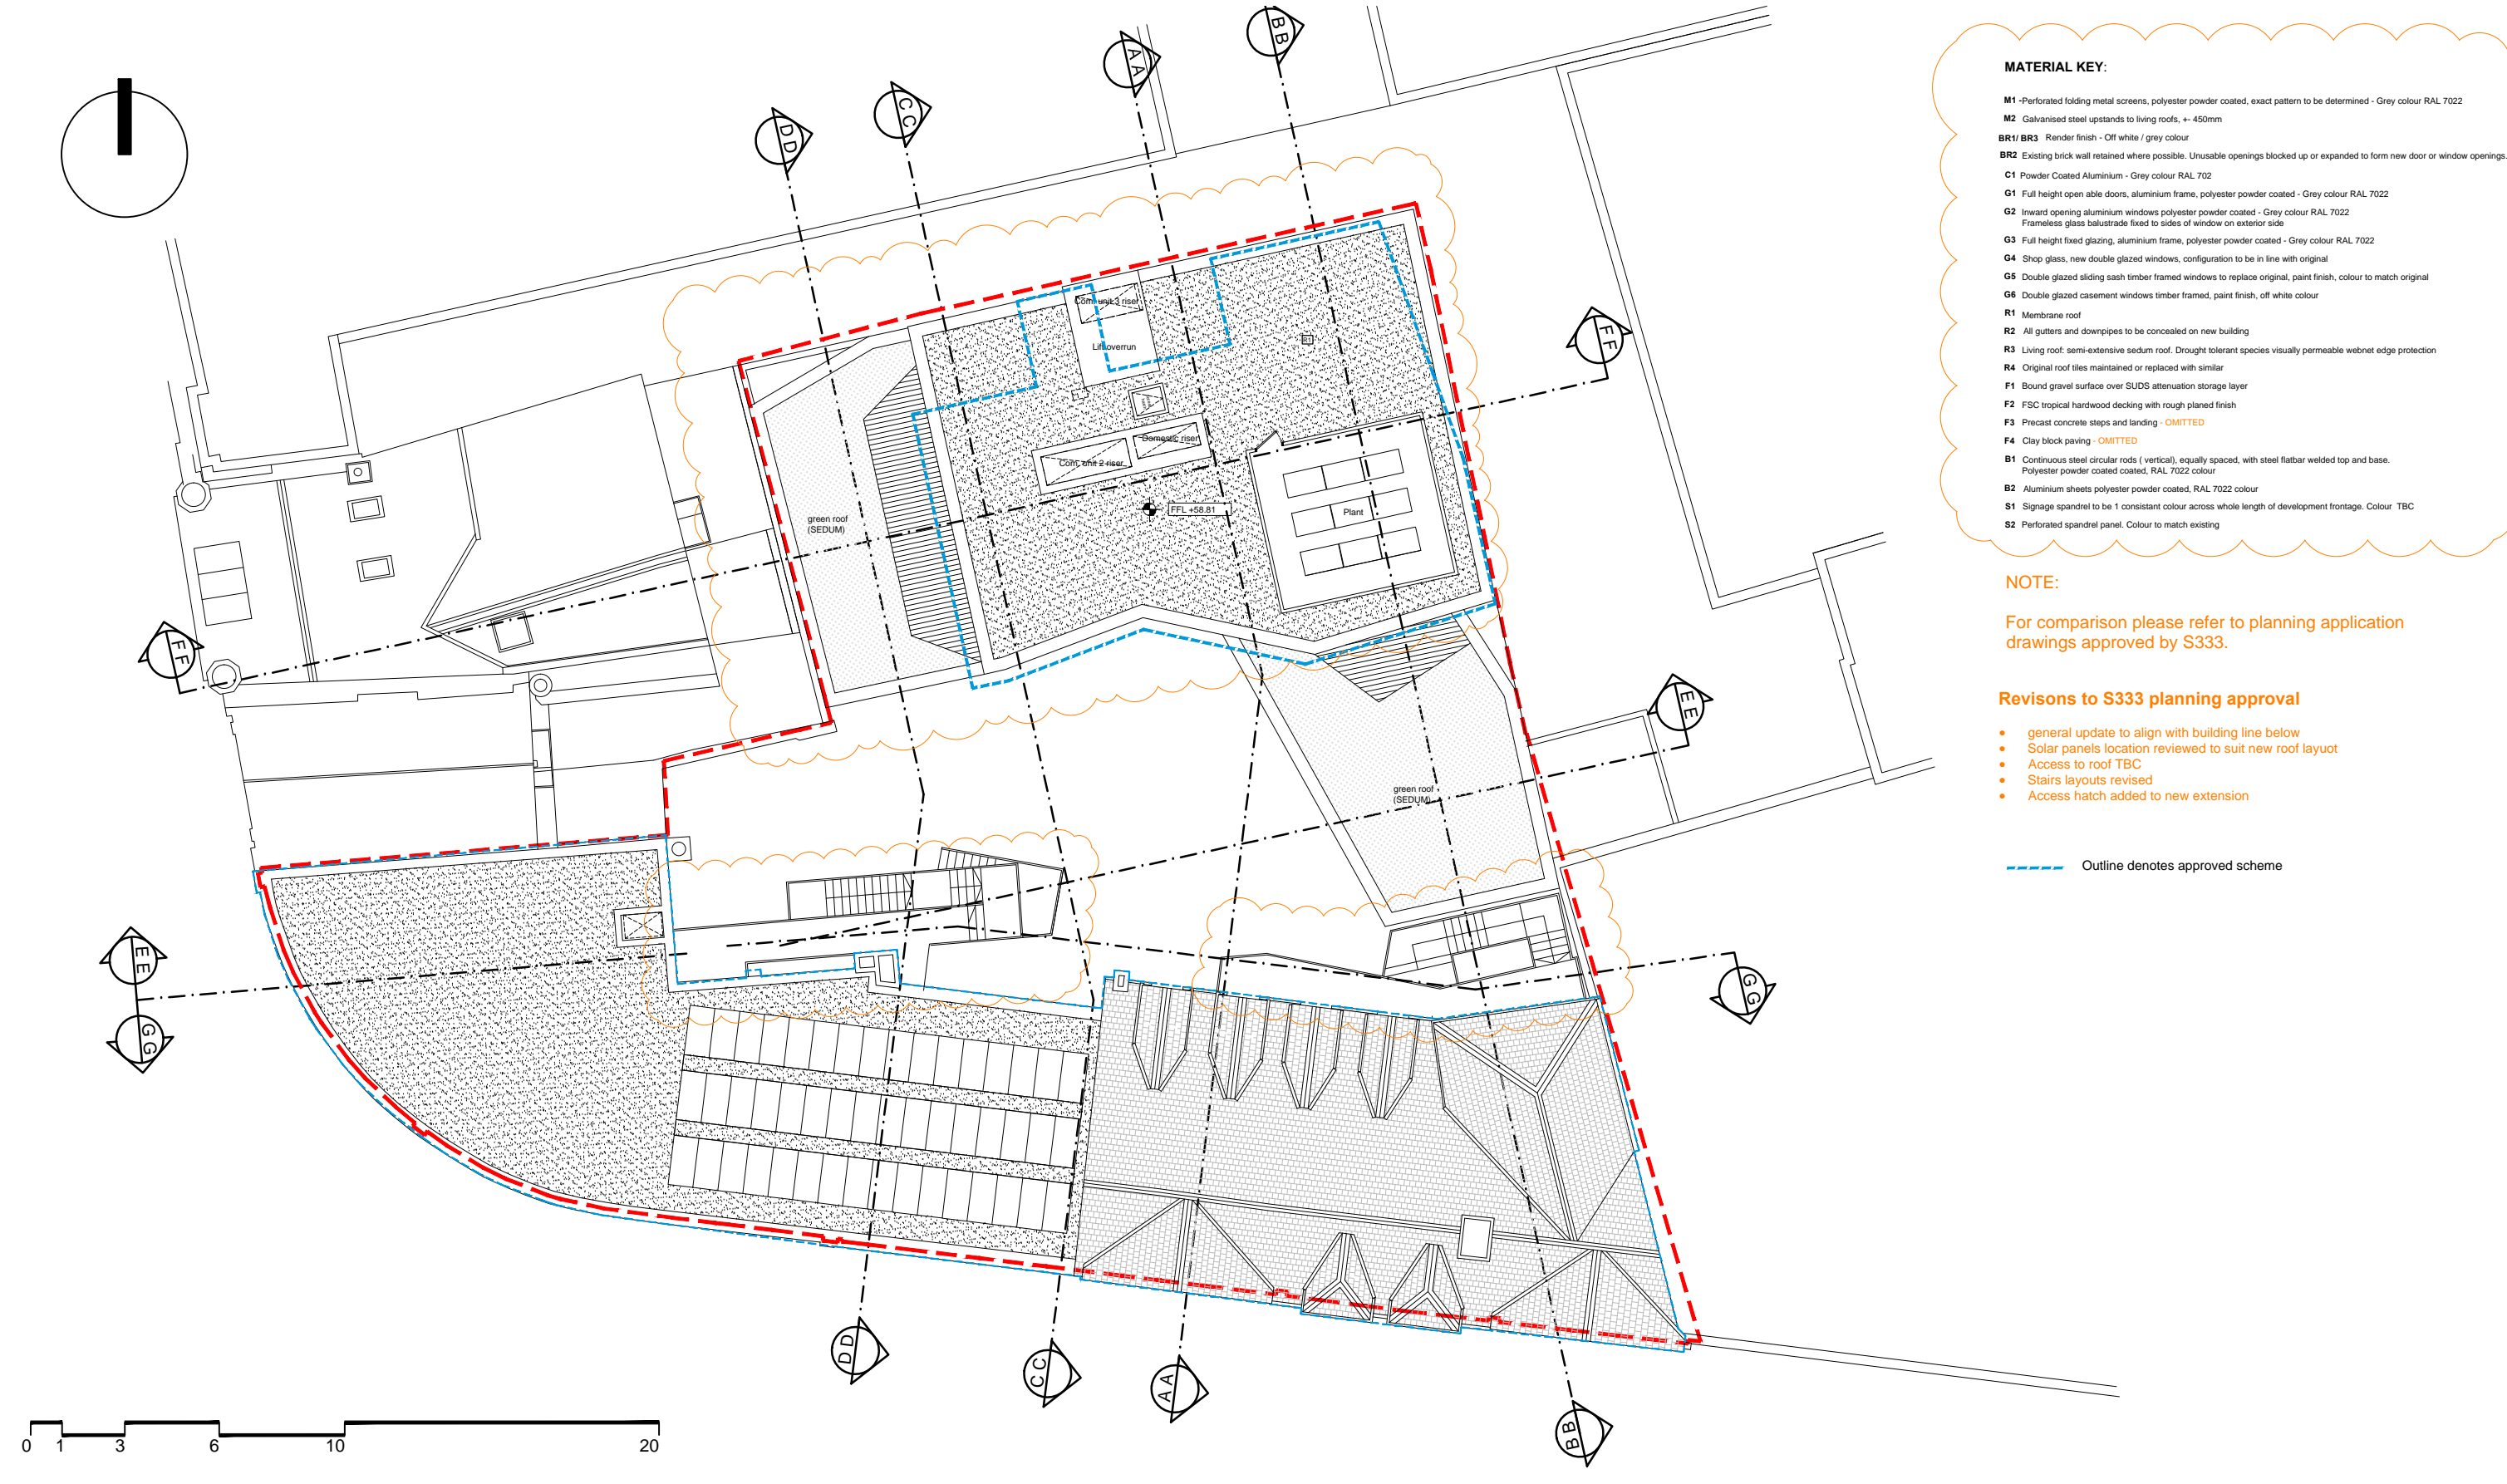 BB
AA
CC
DD
Com. unit 3 riser
Lift overrun
R1
FF
Domestic riser
Com. unit 2 riser
FFL +58.81
Plant
green roof
(SEDUM)
FF
EE
green roof
(SEDUM)
EE
GG
GG
DD
CC
AA
BB
0 1 3 6 10 20
MATERIAL KEY:
M1 -Perforated folding metal screens, polyester powder coated, exact pattern to be determined - Grey colour RAL 7022
M2 Galvanised steel upstands to living roofs, +- 450mm
BR1/ BR3 Render finish - Off white / grey colour
BR2 Existing brick wall retained where possible. Unusable openings blocked up or expanded to form new door or window openings.
C1 Powder Coated Aluminium - Grey colour RAL 702
G1 Full height open able doors, aluminium frame, polyester powder coated - Grey colour RAL 7022
G2 Inward opening aluminium windows polyester powder coated - Grey colour RAL 7022
Frameless glass balustrade fixed to sides of window on exterior side
G3 Full height fixed glazing, aluminium frame, polyester powder coated - Grey colour RAL 7022
G4 Shop glass, new double glazed windows, configuration to be in line with original
G5 Double glazed sliding sash timber framed windows to replace original, paint finish, colour to match original
G6 Double glazed casement windows timber framed, paint finish, off white colour
R1 Membrane roof
R2 All gutters and downpipes to be concealed on new building
R3 Living roof: semi-extensive sedum roof. Drought tolerant species visually permeable webnet edge protection
R4 Original roof tiles maintained or replaced with similar
F1 Bound gravel surface over SUDS attenuation storage layer
F2 FSC tropical hardwood decking with rough planed finish
F3 Precast concrete steps and landing - OMITTED
F4 Clay block paving - OMITTED
B1 Continuous steel circular rods ( vertical), equally spaced, with steel flatbar welded top and base.
Polyester powder coated coated, RAL 7022 colour
B2 Aluminium sheets polyester powder coated, RAL 7022 colour
S1 Signage spandrel to be 1 consistant colour across whole length of development frontage. Colour TBC
S2 Perforated spandrel panel. Colour to match existing
NOTE:
For comparison please refer to planning application
drawings approved by S333.
Revisons to S333 planning approval
• general update to align with building line below
• Solar panels location reviewed to suit new roof layuot
• Access to roof TBC
• Stairs layouts revised
• Access hatch added to new extension
Outline denotes approved scheme